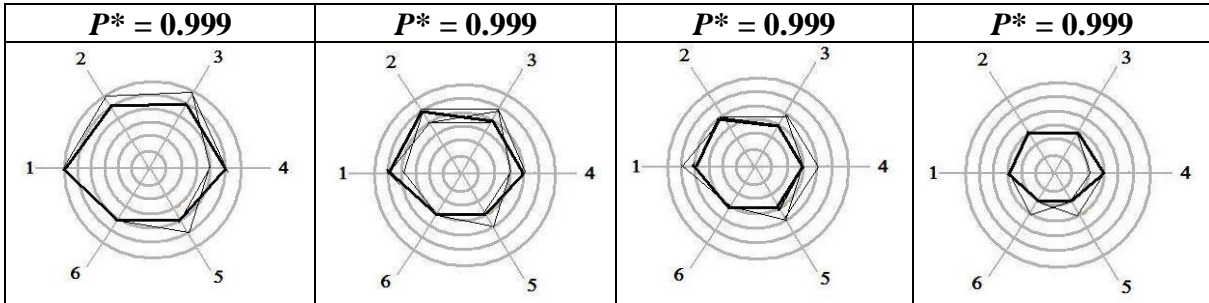 P* = 0.999 P* = 0.999 P* = 0.999 P* = 0.999
2 3 2 3 2 3 2 3
1 4 1 4 1 4 1 4
6 5 6 5 6 5 6 5